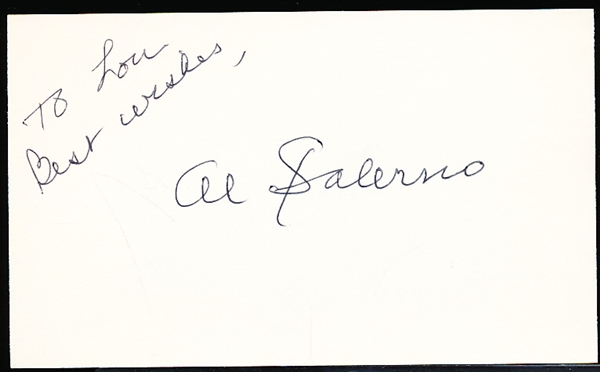 To Lou
Best wishes,
Al Salerno